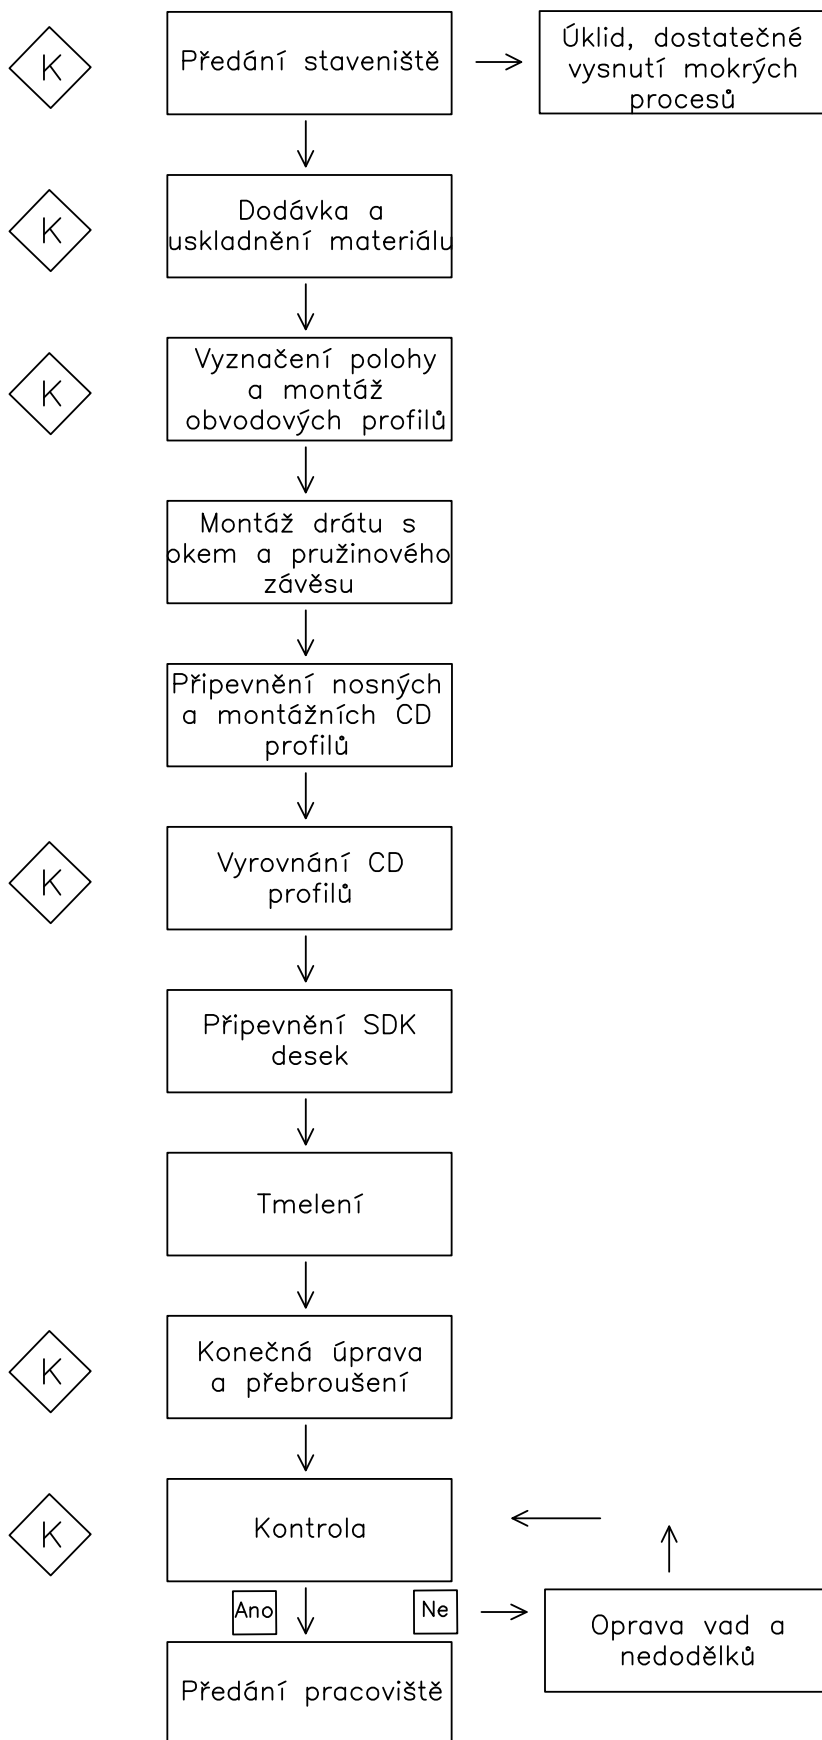 K
Předání staveniště
Úklid, dostatečné
vysnutí mokrých
procesů
K
Dodávka a
uskladnění materiálu
K
Vyznačení polohy
a montáž
obvodových profilů
Montáž drátu s
okem a pružinového
závěsu
Připevnění nosných
a montážních CD
profilů
K
Vyrovnání CD
profilů
Připevnění SDK
desek
Tmelení
K
Konečná úprava
a přebroušení
K
Kontrola
Ano
Ne
Oprava vad a
nedodělků
Předání pracoviště